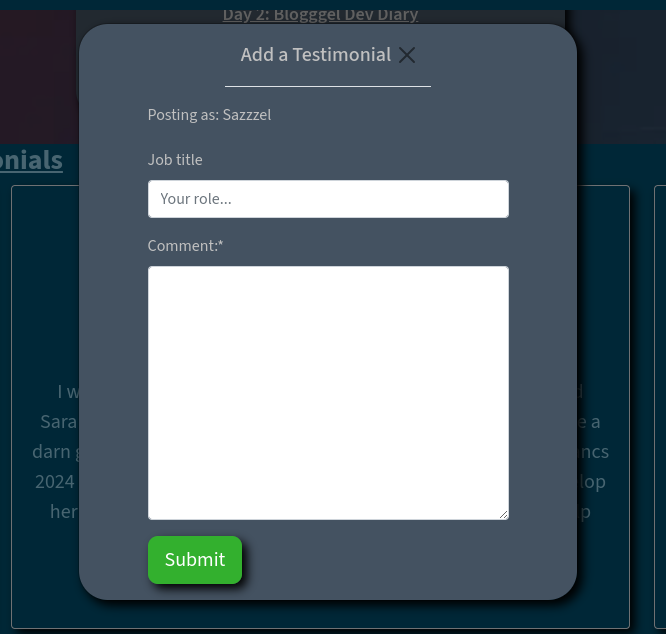 Day 2: Blogggel Dev Diary
Add a Testimonial
Posting as: Sazzzel
onials
Job title
Your role...
Comment:*
I w
d
Sara
e a
darn g
ancs
2024
lop
her
p
Submit